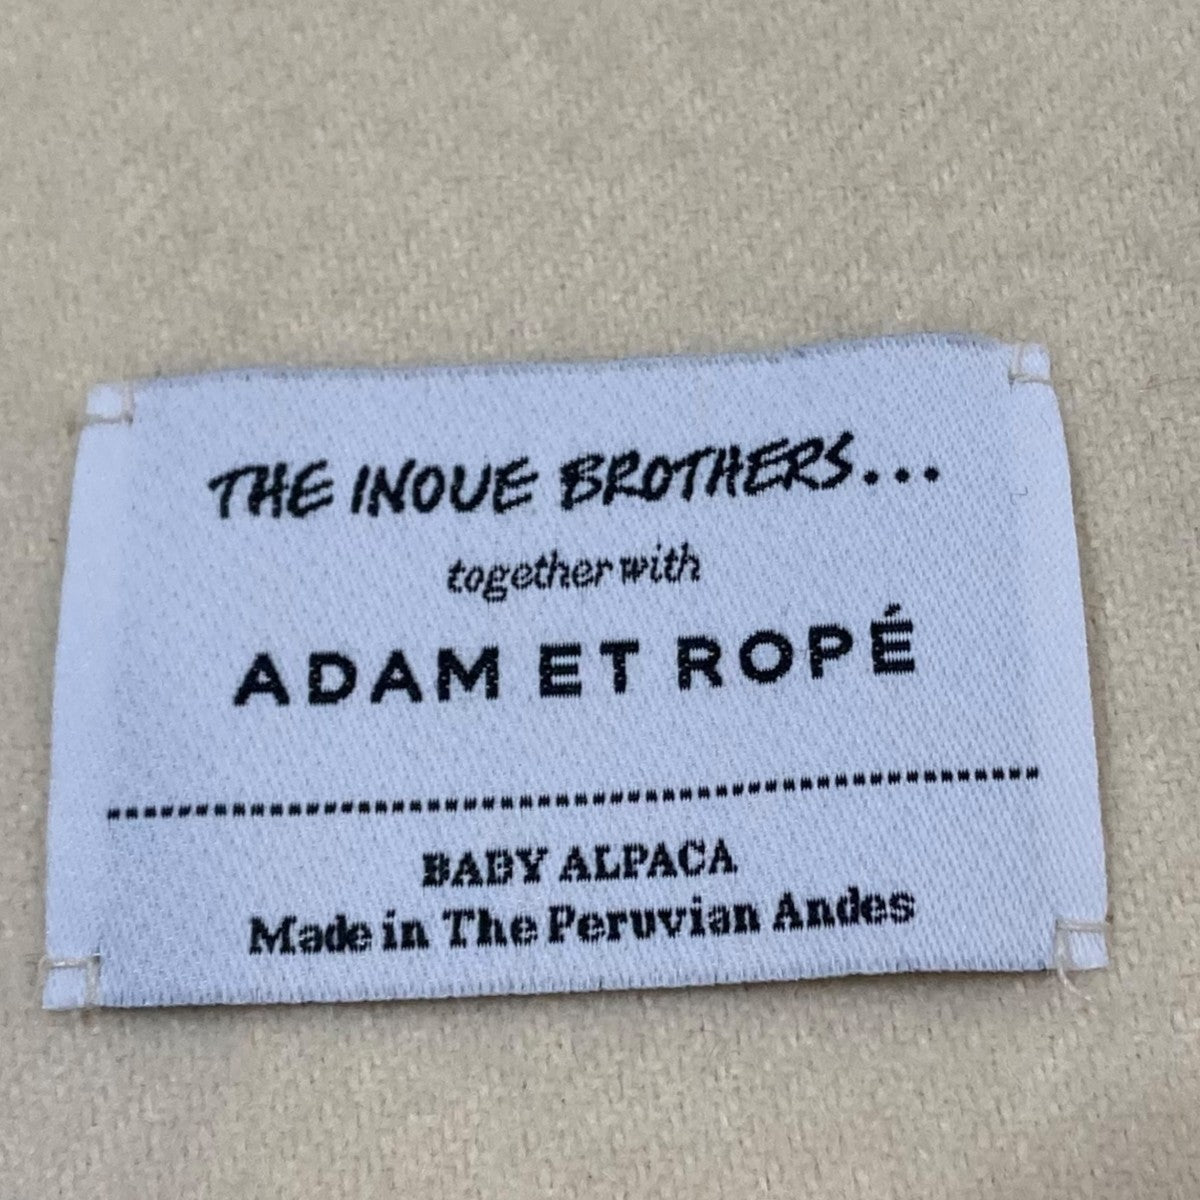 THE INOUE BROTHERS...
together with
ADAM ET ROPÉ
BABY ALPACA
Made in The Peruvian Andes